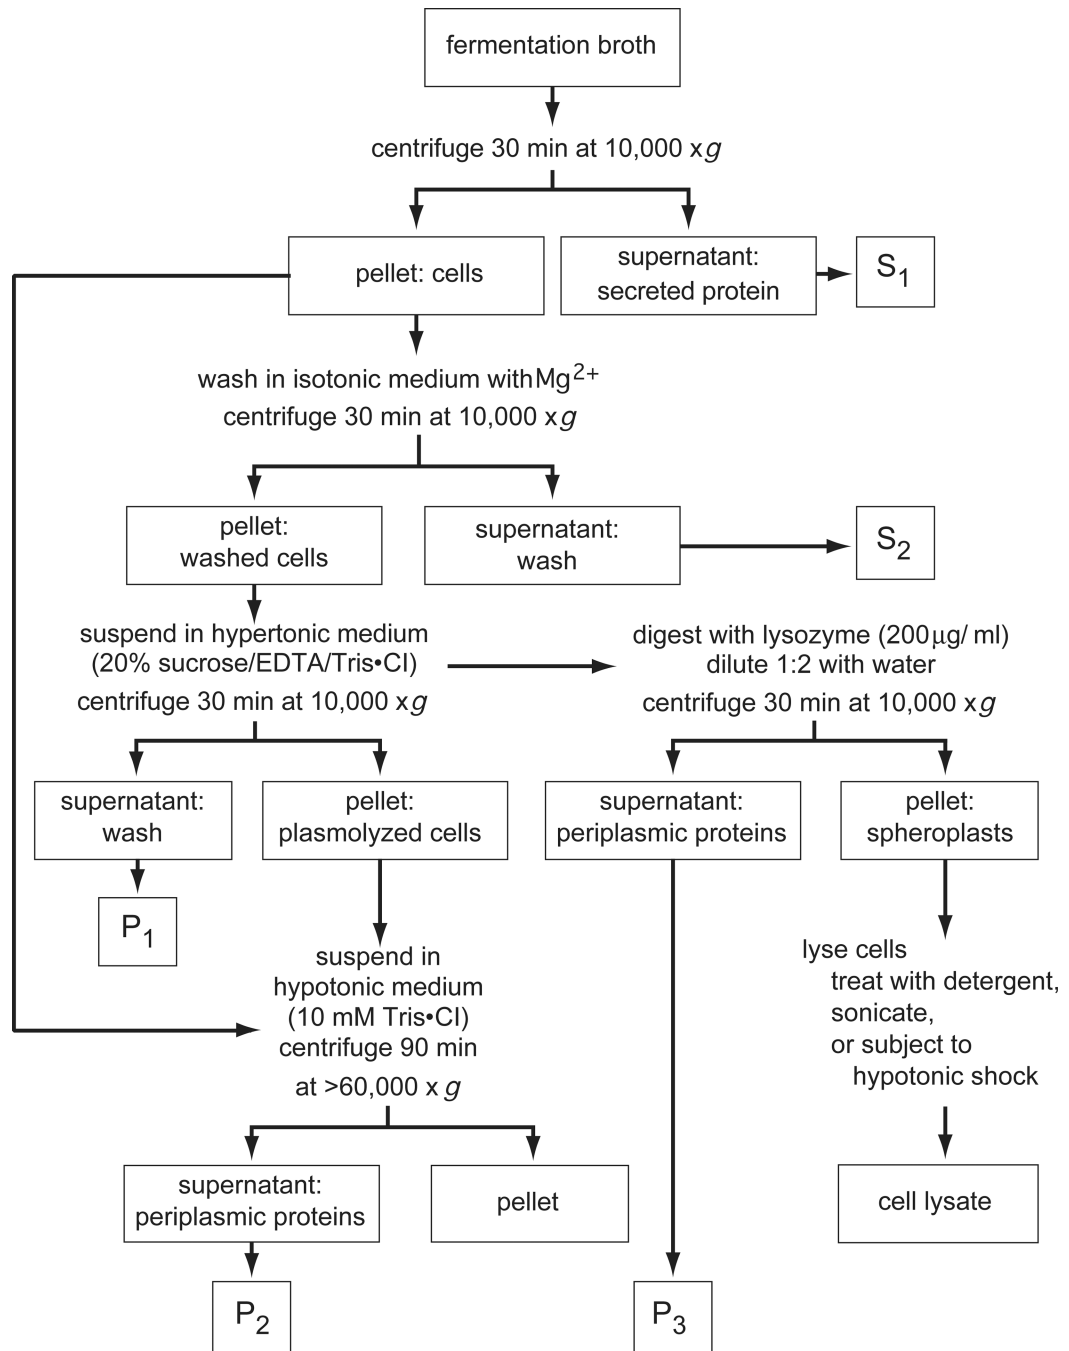 fermentation broth
centrifuge 30 min at 10,000 xg
pellet: cells
supernatant:
secreted protein
S1
wash in isotonic medium withMg2+
centrifuge 30 min at 10,000 xg
pellet:
washed cells
supernatant:
wash
S2
suspend in hypertonic medium
(20% sucrose/EDTA/Tris•CI)
centrifuge 30 min at 10,000 xg
digest with lysozyme (200µg/ ml)
dilute 1:2 with water
centrifuge 30 min at 10,000 xg
supernatant:
wash
pellet:
plasmolyzed cells
supernatant:
periplasmic proteins
pellet:
spheroplasts
P1
suspend in
hypotonic medium
(10 mM Tris•CI)
centrifuge 90 min
at >60,000 xg
lyse cells
treat with detergent,
sonicate,
or subject to
hypotonic shock
supernatant:
periplasmic proteins
pellet
cell lysate
P2
P3